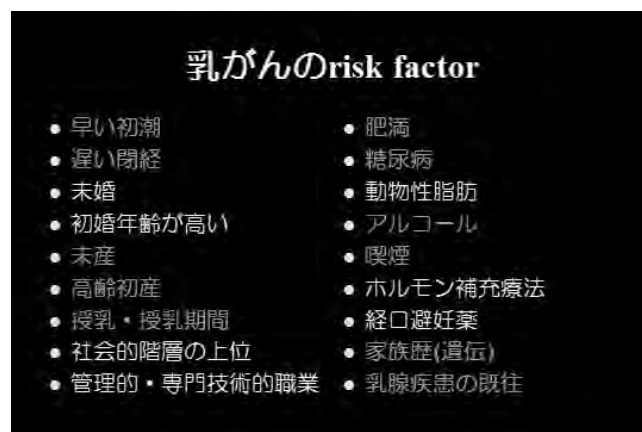 乳がんのrisk factor
• 早い初潮
• 遅い閉経
• 未婚
• 初婚年齢が高い
• 未産
• 高齢初産
• 授乳・授乳期間
• 社会的階層の上位
• 管理的・専門技術的職業
• 肥満
• 糖尿病
• 動物性脂肪
• アルコール
• 喫煙
• ホルモン補充療法
• 経口避妊薬
• 家族歴(遺伝)
• 乳腺疾患の既往